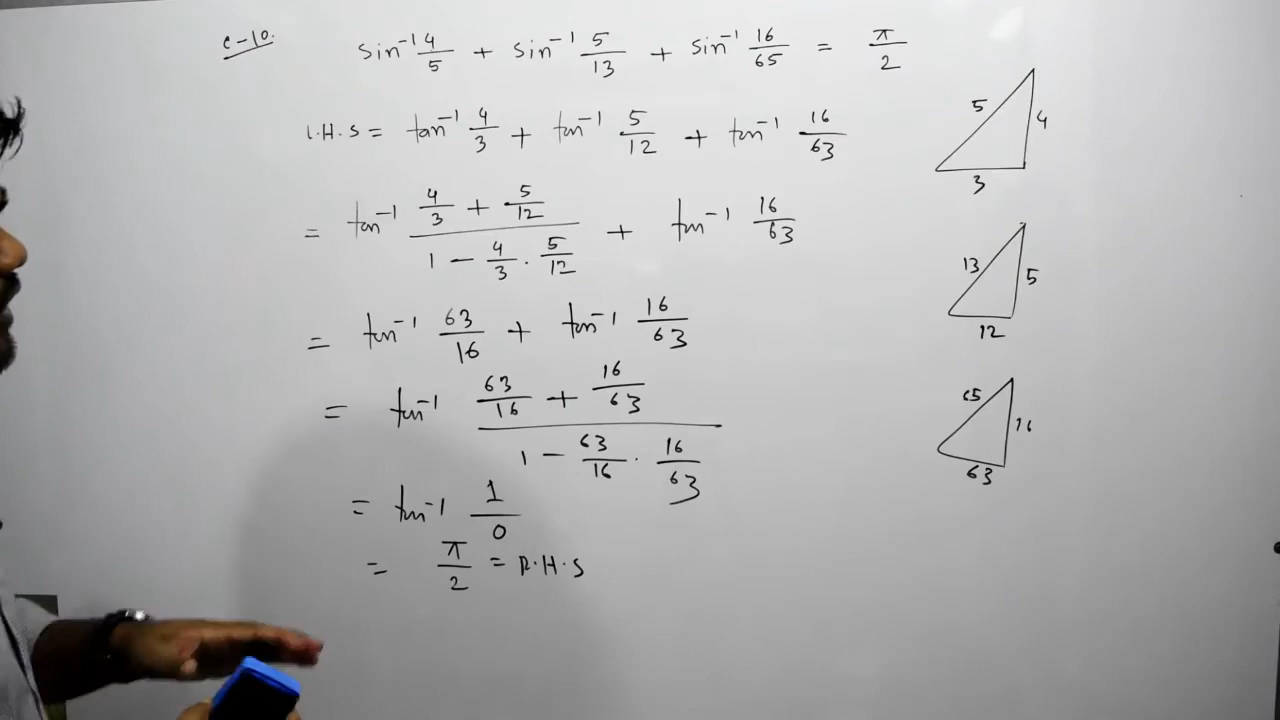 e-10. sin⁻¹ 4/5 + sin⁻¹ 5/13 + sin⁻¹ 16/65 = π/2
L.H.S = tan⁻¹ 4/3 + tan⁻¹ 5/12 + tan⁻¹ 16/63
= tan⁻¹ (4/3 + 5/12)/(1 - 4/3 · 5/12) + tan⁻¹ 16/63
= tan⁻¹ 63/16 + tan⁻¹ 16/63
= tan⁻¹ (63/16 + 16/63)/(1 - 63/16 · 16/63)
= tan⁻¹ 1/0
= π/2 = R.H.S
5 4
3
13 5
12
65 16
63